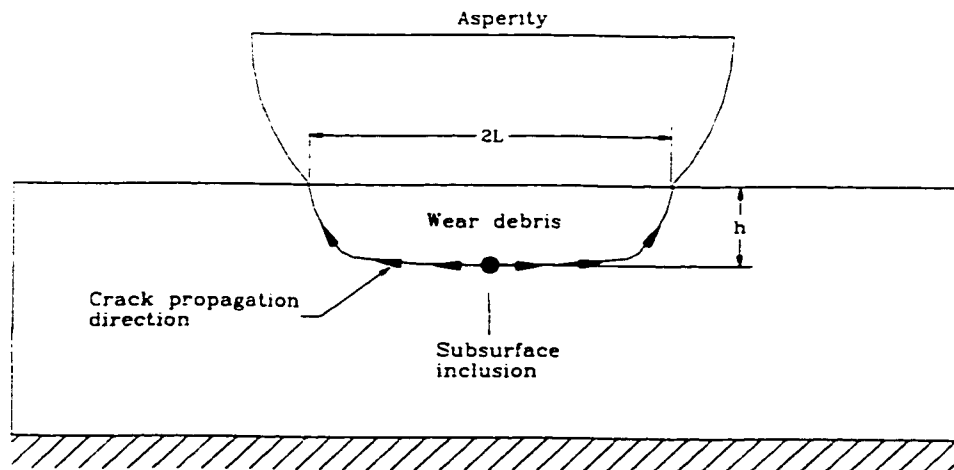 Asperity
2L
Wear debris
h
Crack propagation
direction
Subsurface
inclusion